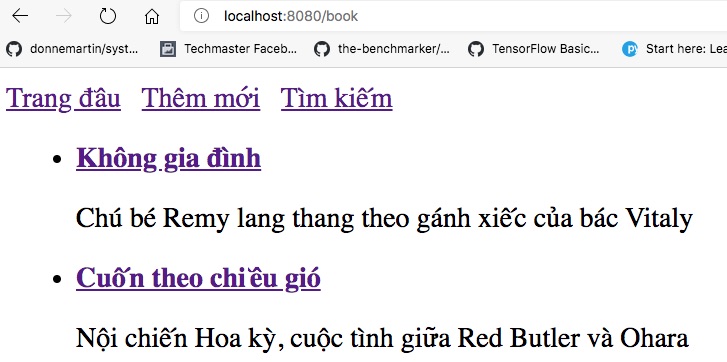 localhost:8080/book
donnemartin/syst... Techmaster Faceb... the-benchmarker/... TensorFlow Basic... Start here: Lea
Trang đầu Thêm mới Tìm kiếm
Không gia đình
Chú bé Remy lang thang theo gánh xiếc của bác Vitaly
Cuốn theo chiều gió
Nội chiến Hoa kỳ, cuộc tình giữa Red Butler và Ohara